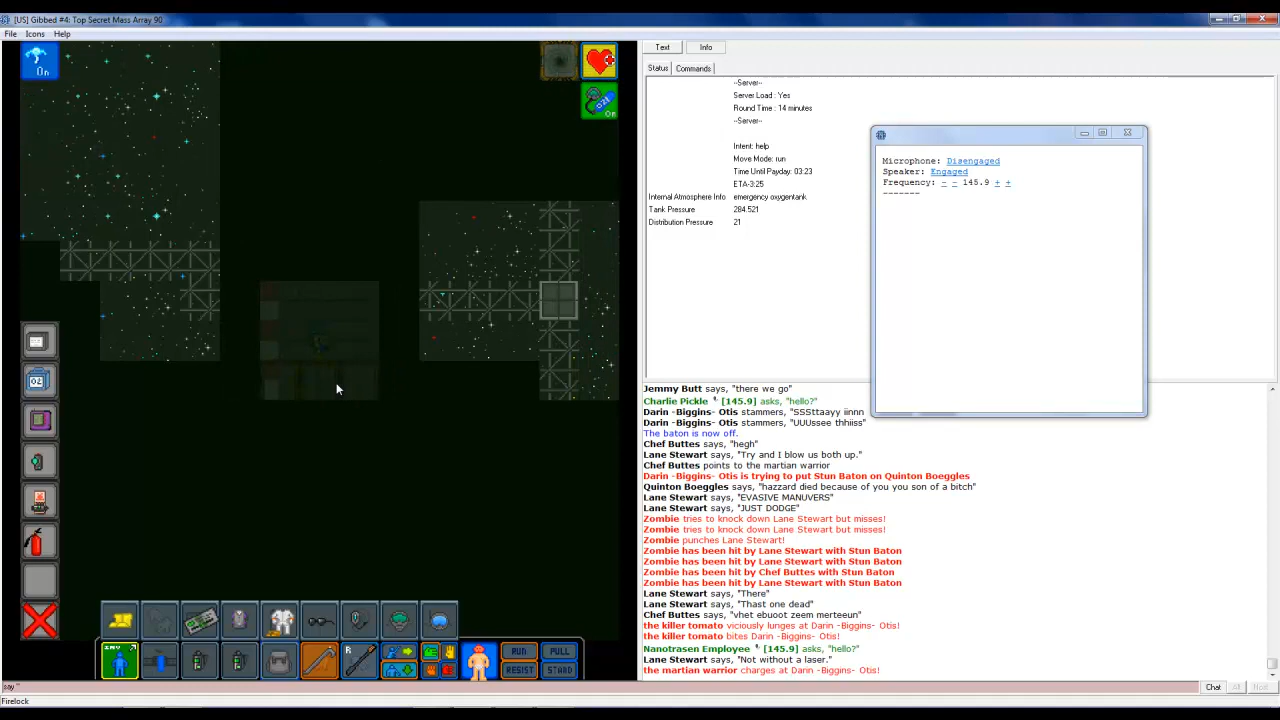 [US] Gibbed #4: Top Secret Mass Array 90
File Icons Help
On
On
O2
INV
R
RUN
PULL
RESIST
STAND
Text Info
Status Commands
--Server--
Server Load : Yes
Round Time : 14 minutes
--Server--
Intent: help
Move Mode: run
Time Until Payday: 03:23
ETA-3:25
Internal Atmosphere Info emergency oxygentank
Tank Pressure 284.521
Distribution Pressure 21
Microphone: Disengaged
Speaker: Engaged
Frequency: - - 145.9 + +
-------
Jemmy Butt says, "there we go"
Charlie Pickle [145.9] asks, "hello?"
Darin -Biggins- Otis stammers, "SSSttaayy iinnn
Darin -Biggins- Otis stammers, "UUUssee thhiiss"
The baton is now off.
Chef Buttes says, "hegh"
Lane Stewart says, "Try and I blow us both up."
Chef Buttes points to the martian warrior
Darin -Biggins- Otis is trying to put Stun Baton on Quinton Boeggles
Quinton Boeggles says, "hazzard died because of you you son of a bitch"
Lane Stewart says, "EVASIVE MANUVERS"
Lane Stewart says, "JUST DODGE"
Zombie tries to knock down Lane Stewart but misses!
Zombie tries to knock down Lane Stewart but misses!
Zombie punches Lane Stewart!
Zombie has been hit by Lane Stewart with Stun Baton
Zombie has been hit by Lane Stewart with Stun Baton
Zombie has been hit by Chef Buttes with Stun Baton
Zombie has been hit by Lane Stewart with Stun Baton
Lane Stewart says, "There"
Lane Stewart says, "Thast one dead"
Chef Buttes says, "vhet ebuoot zeem merteeun"
the killer tomato viciously lunges at Darin -Biggins- Otis!
the killer tomato bites Darin -Biggins- Otis!
Nanotrasen Employee [145.9] asks, "hello?"
Lane Stewart says, "Not without a laser."
the martian warrior charges at Darin -Biggins- Otis!
say "
Chat
Firelock